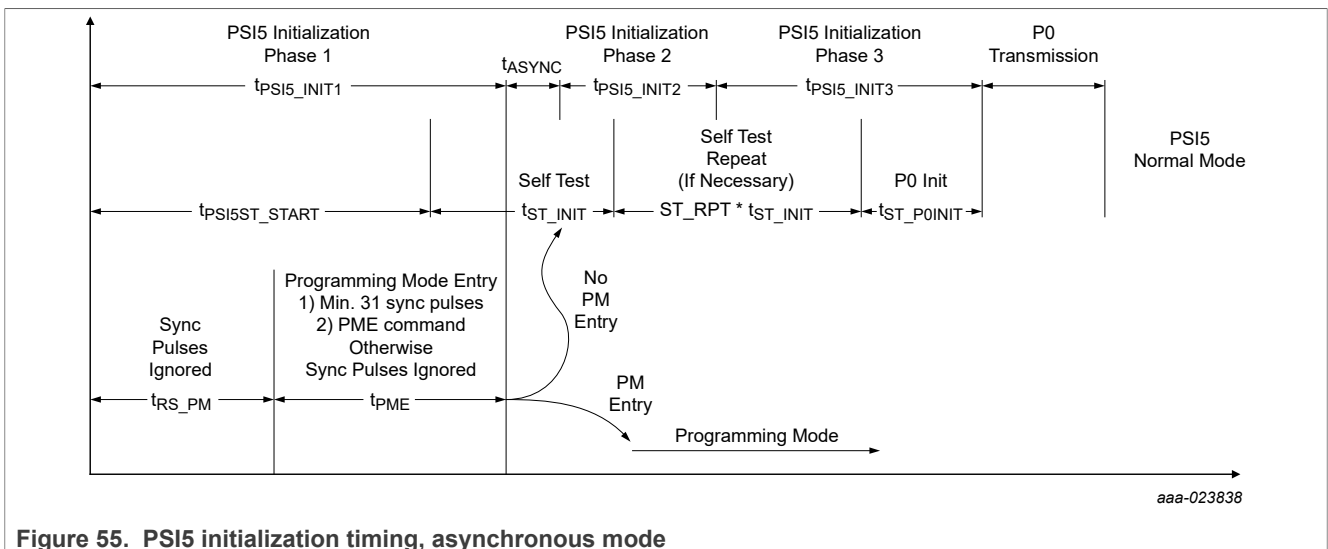 PSI5 Initialization
Phase 1
tPSI5_INIT1
tASYNC
PSI5 Initialization
Phase 2
tPSI5_INIT2
PSI5 Initialization
Phase 3
tPSI5_INIT3
P0
Transmission
PSI5
Normal Mode
tPSI5ST_START
Self Test
tST_INIT
Self Test
Repeat
(If Necessary)
ST_RPT * tST_INIT
P0 Init
tST_P0INIT
Sync
Pulses
Ignored
tRS_PM
Programming Mode Entry
1) Min. 31 sync pulses
2) PME command
Otherwise
Sync Pulses Ignored
tPME
No
PM
Entry
PM
Entry
Programming Mode
aaa-023838
Figure 55. PSI5 initialization timing, asynchronous mode